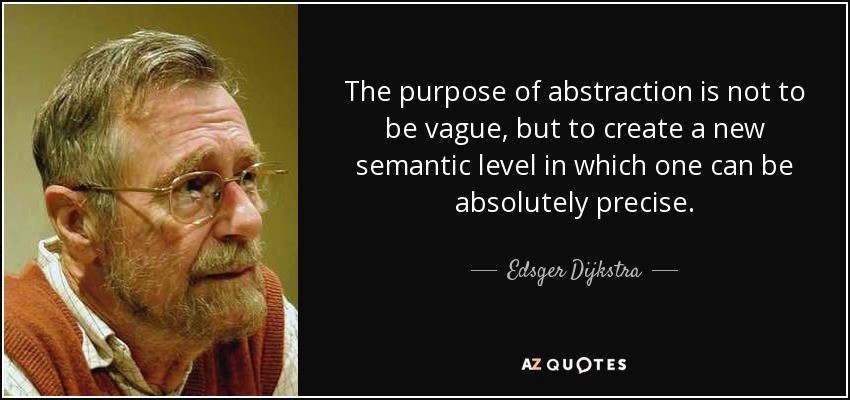 The purpose of abstraction is not to
be vague, but to create a new
semantic level in which one can be
absolutely precise.
Edsger Dijkstra
AZ QUOTES